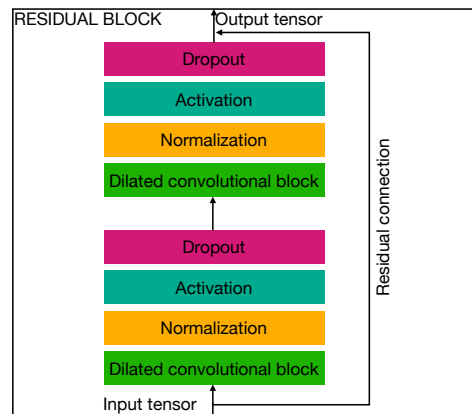 RESIDUAL BLOCK
Output tensor
Dropout
Activation
Normalization
Dilated convolutional block
Dropout
Activation
Normalization
Dilated convolutional block
Input tensor
Residual connection